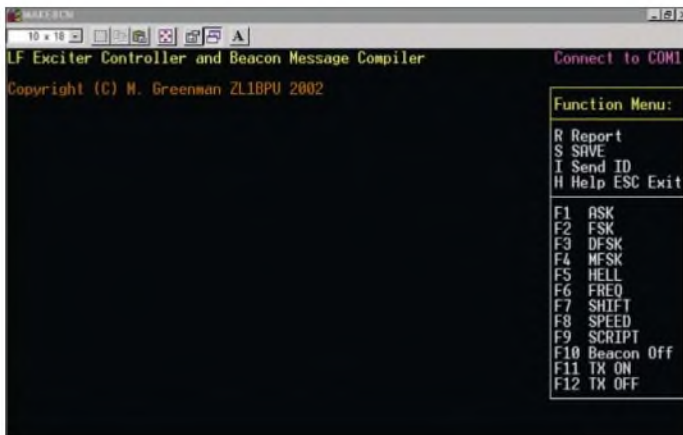 MAKEBCN
10 x 18
A
LF Exciter Controller and Beacon Message Compiler
Connect to COM1
Copyright (C) M. Greenman ZL1BPU 2002
Function Menu:
R Report
S SAVE
I Send ID
H Help ESC Exit
F1 ASK
F2 FSK
F3 DFSK
F4 MFSK
F5 HELL
F6 FREQ
F7 SHIFT
F8 SPEED
F9 SCRIPT
F10 Beacon Off
F11 TX ON
F12 TX OFF